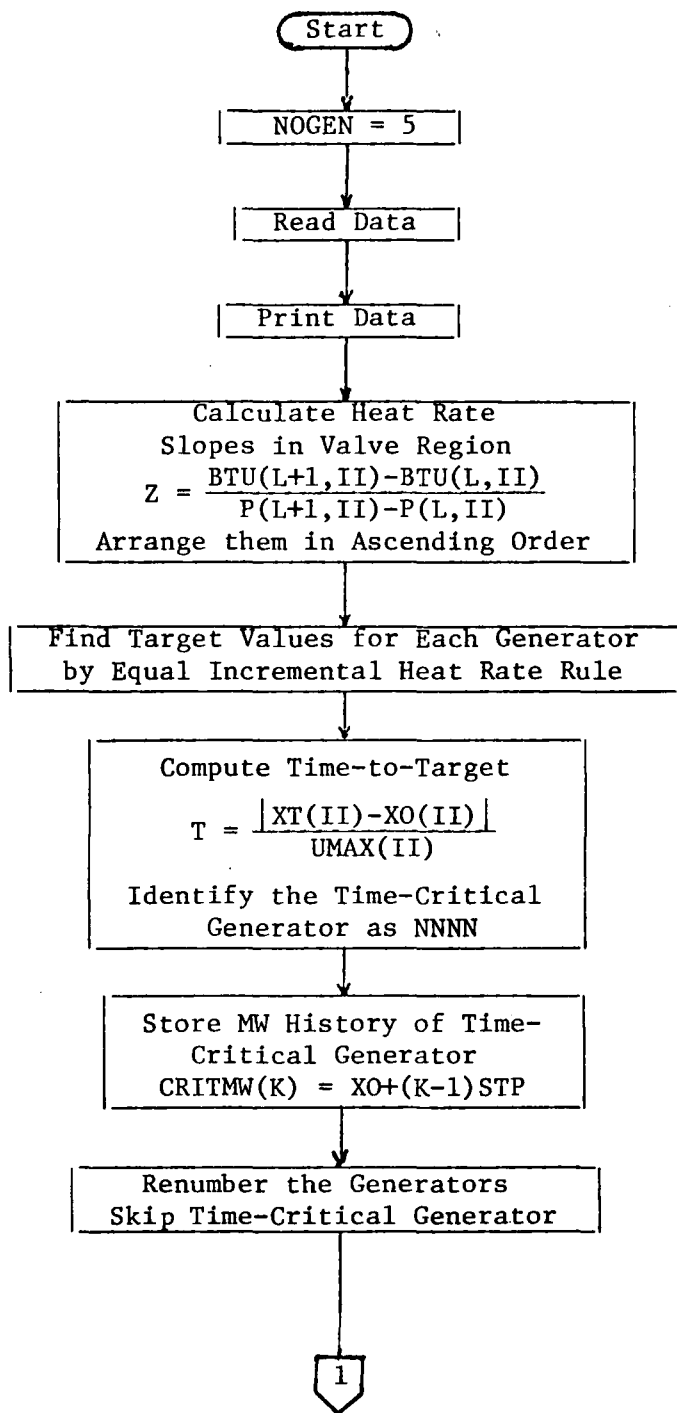 Start
NOGEN = 5
Read Data
Print Data
Calculate Heat Rate
Slopes in Valve Region
Z = BTU(L+1,II)-BTU(L,II) / P(L+1,II)-P(L,II)
Arrange them in Ascending Order
Find Target Values for Each Generator
by Equal Incremental Heat Rate Rule
Compute Time-to-Target
T = |XT(II)-XO(II)| / UMAX(II)
Identify the Time-Critical
Generator as NNNN
Store MW History of Time-
Critical Generator
CRITMW(K) = XO+(K-1)STP
Renumber the Generators
Skip Time-Critical Generator
1